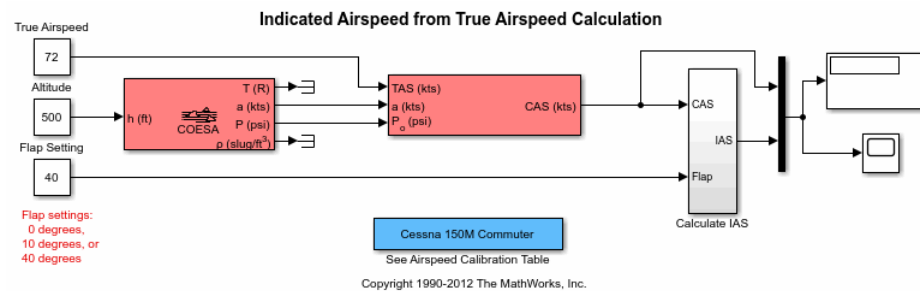 Indicated Airspeed from True Airspeed Calculation
True Airspeed
72
Altitude
500
h (ft)
COESA
T (R)
a (kts)
P (psi)
ρ (slug/ft³)
TAS (kts)
a (kts)
Pₒ (psi)
CAS (kts)
CAS
IAS
Flap
Calculate IAS
Flap Setting
40
Flap settings:
0 degrees,
10 degrees, or
40 degrees
Cessna 150M Commuter
See Airspeed Calibration Table
Copyright 1990-2012 The MathWorks, Inc.